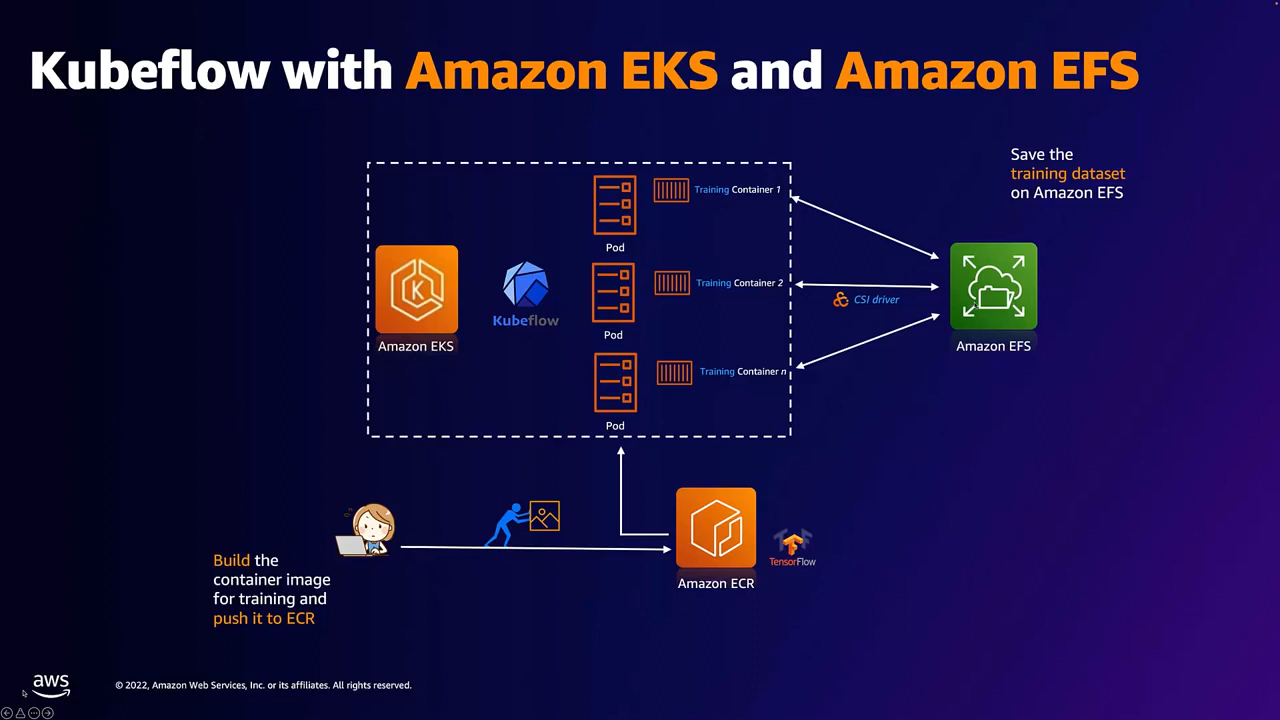 Kubeflow with Amazon EKS and Amazon EFS
Save the
training dataset
on Amazon EFS
Training Container 1
Pod
Training Container 2
CSI driver
Kubeflow
Pod
Amazon EKS
Amazon EFS
Training Container n
Pod
Build the
container image
for training and
push it to ECR
TensorFlow
Amazon ECR
aws
© 2022, Amazon Web Services, Inc. or its affiliates. All rights reserved.